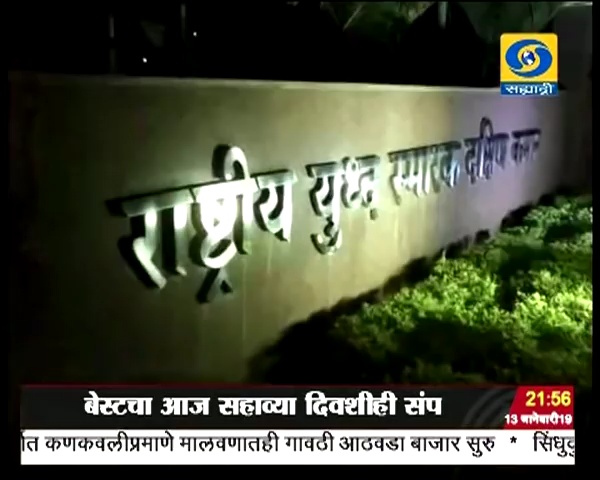 सह्याद्री
राष्ट्रीय युध्द स्मारक दक्षिण कमान
बेस्टचा आज सहाव्या दिवशीही संप
21:56
13 जानेवारी19
कणकवलीप्रमाणे मालवणातही गावठी आठवडा बाजार सुरु * सिंधुदु